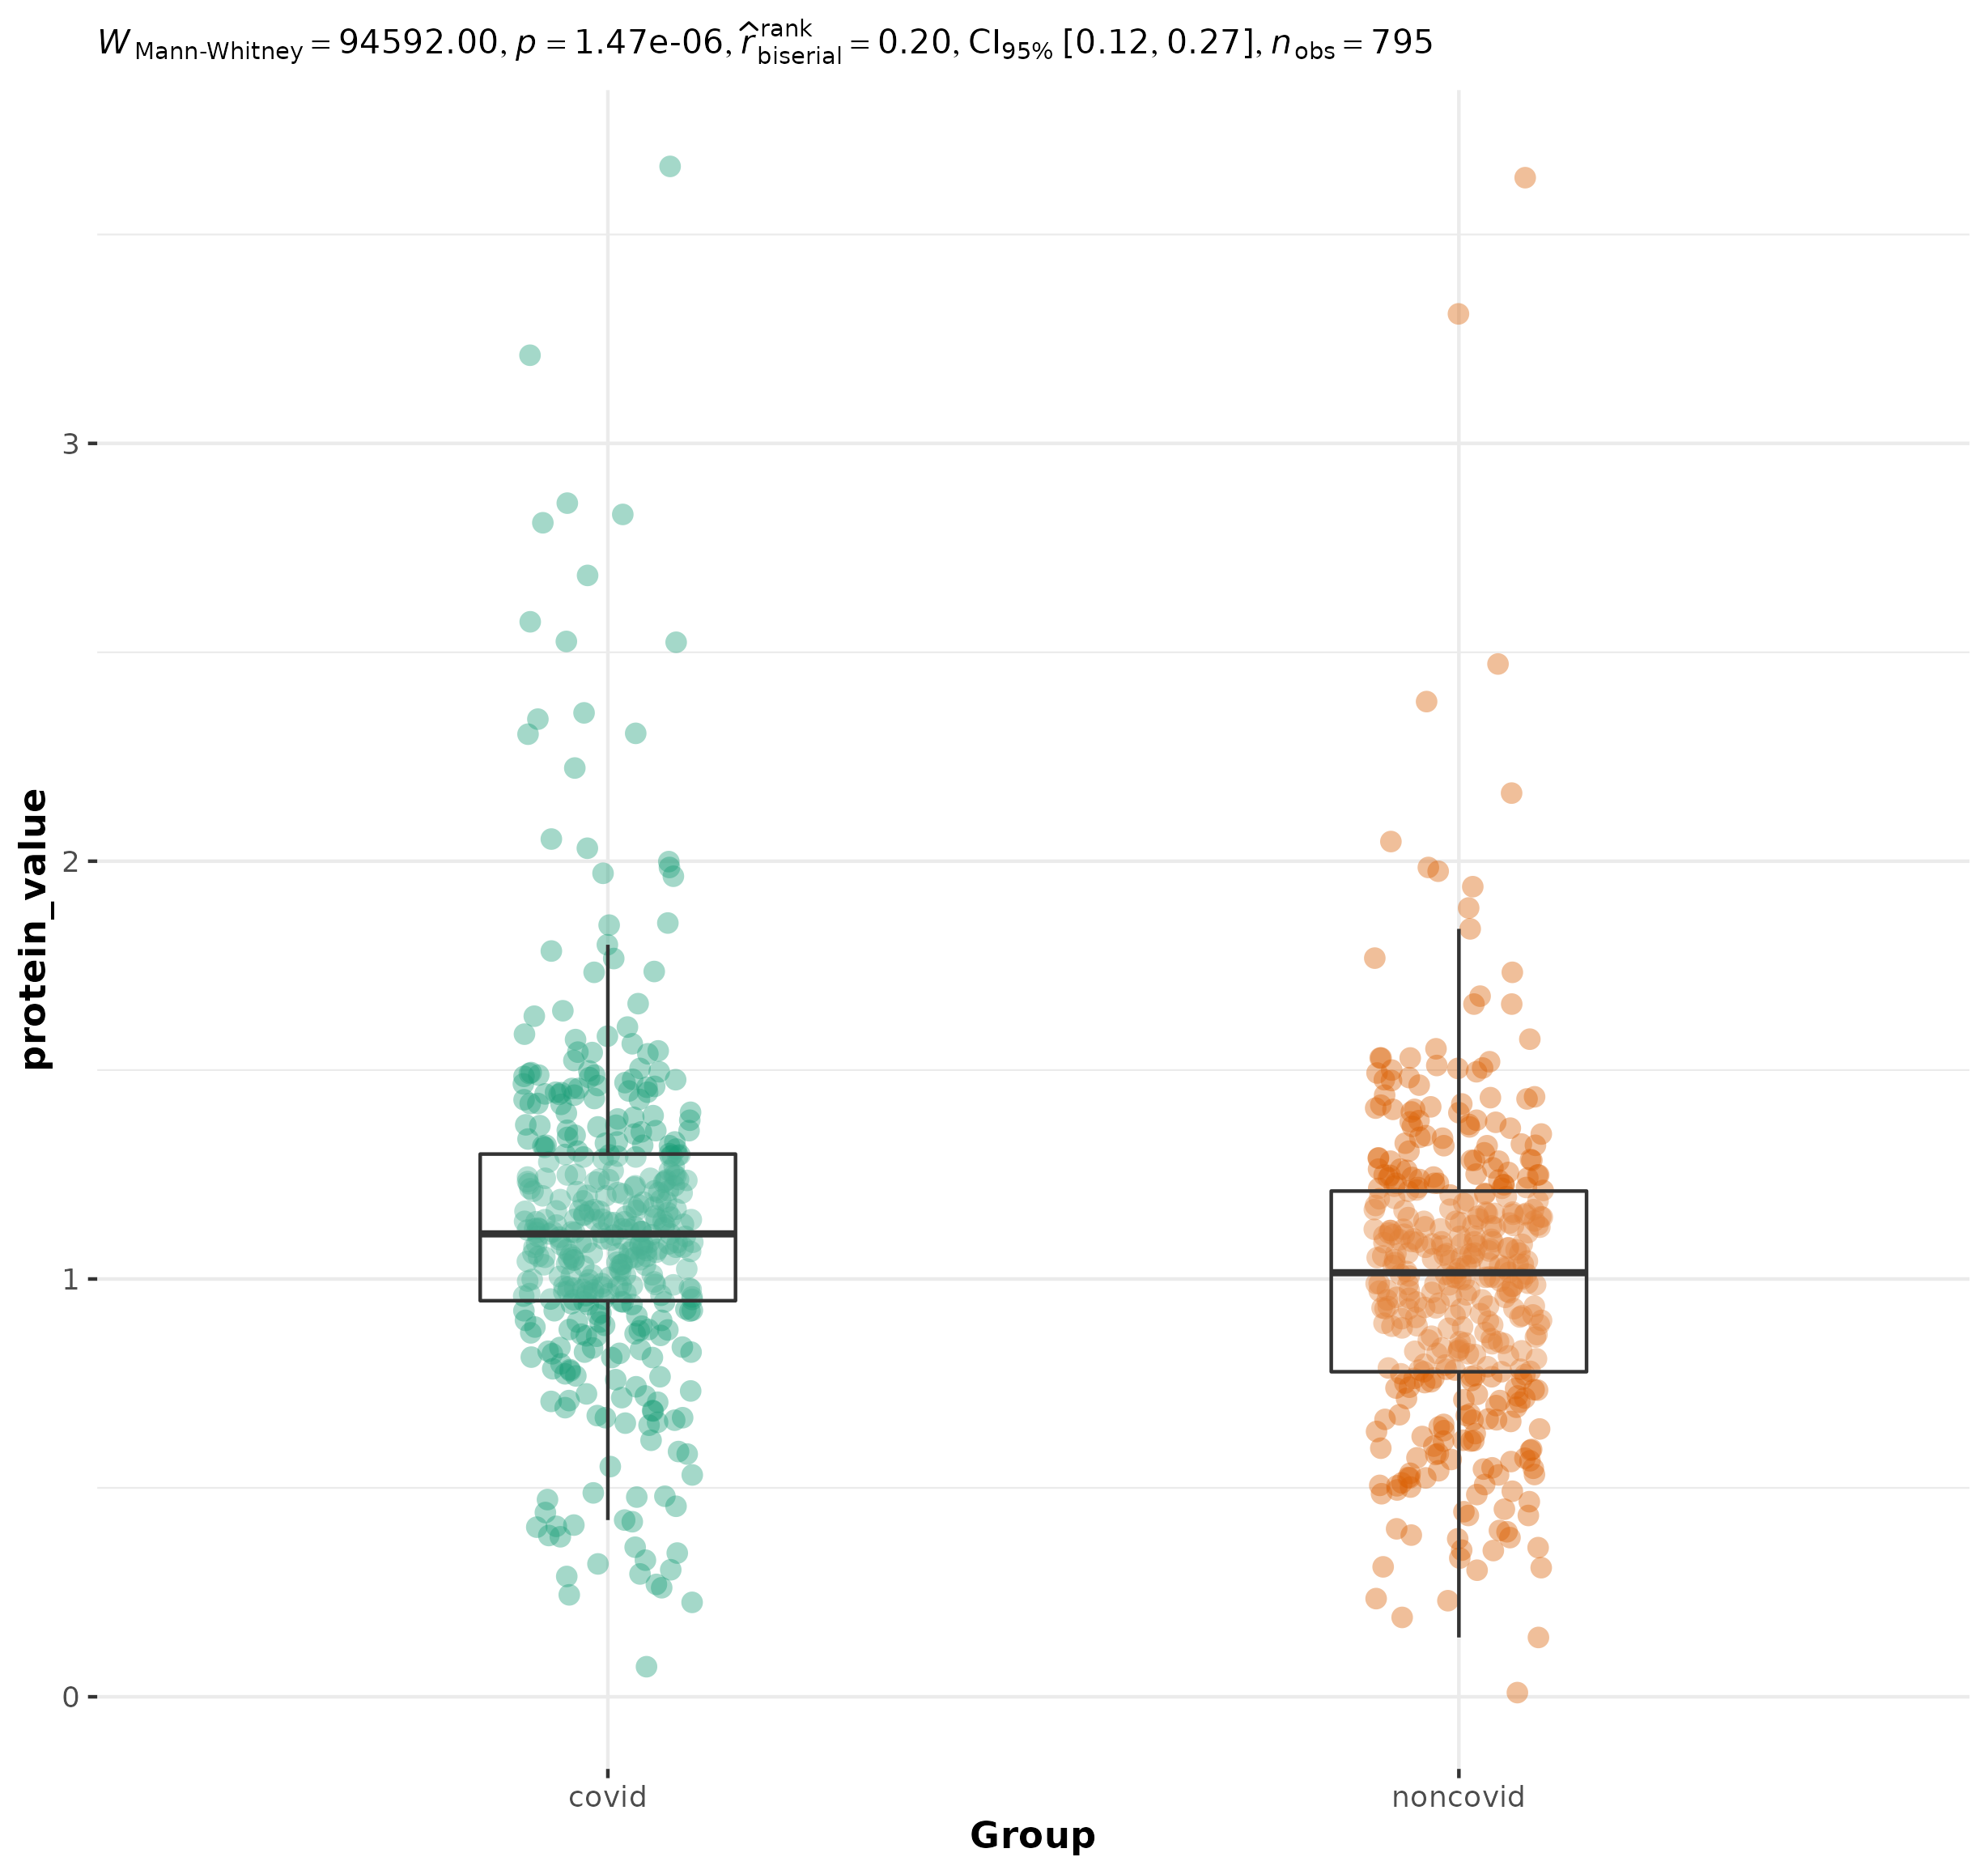 W Mann-Whitney = 94592.00, p = 1.47e-06, r̂ rank biserial = 0.20, CI95% [0.12, 0.27], n obs = 795
protein_value
3
2
1
0
covid noncovid
Group